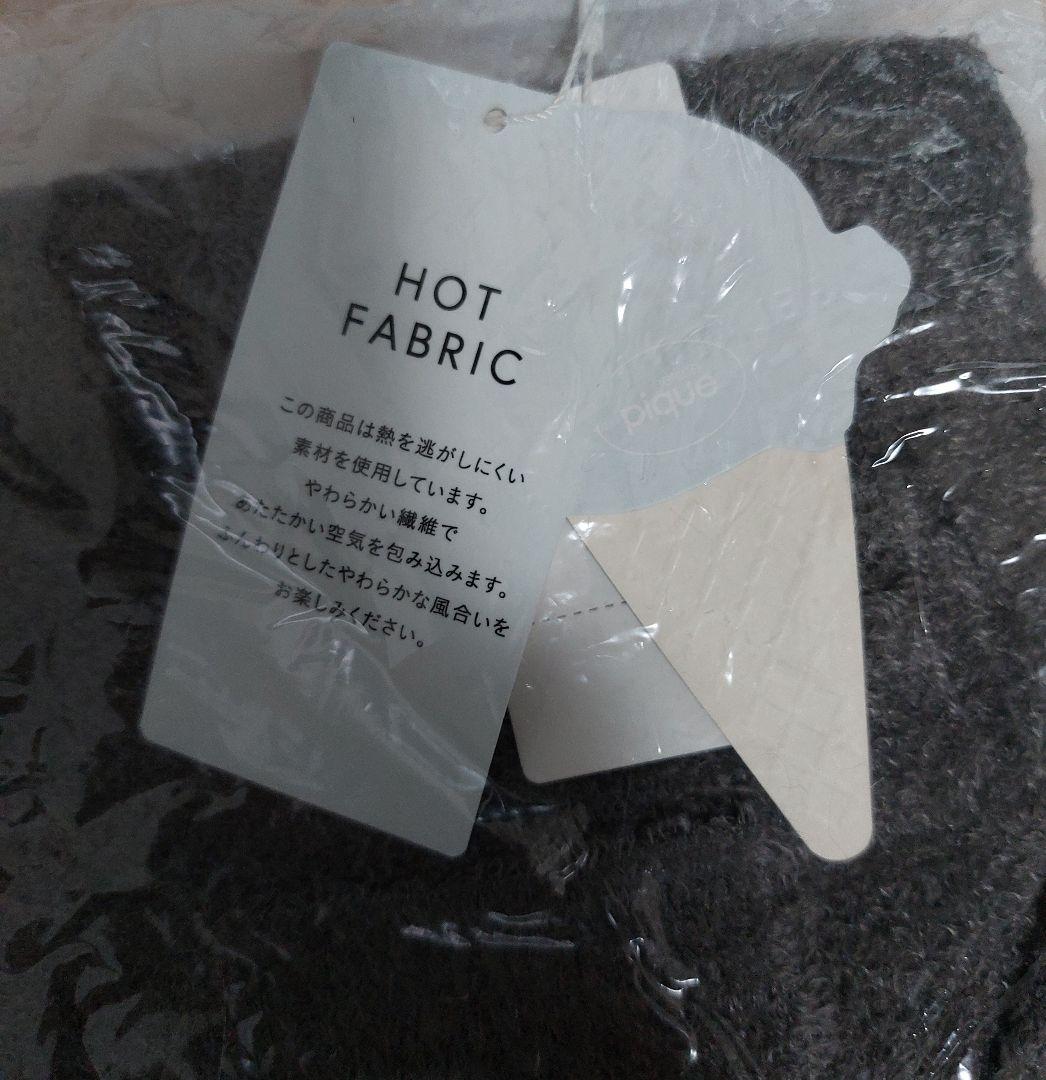 HOT
FABRIC
この商品は熱を逃がしにくい
素材を使用しています。
やわらかい繊維で
あたたかい空気を包み込みます。
ふんわりとしたやわらかな風合いを
お楽しみください。
pique